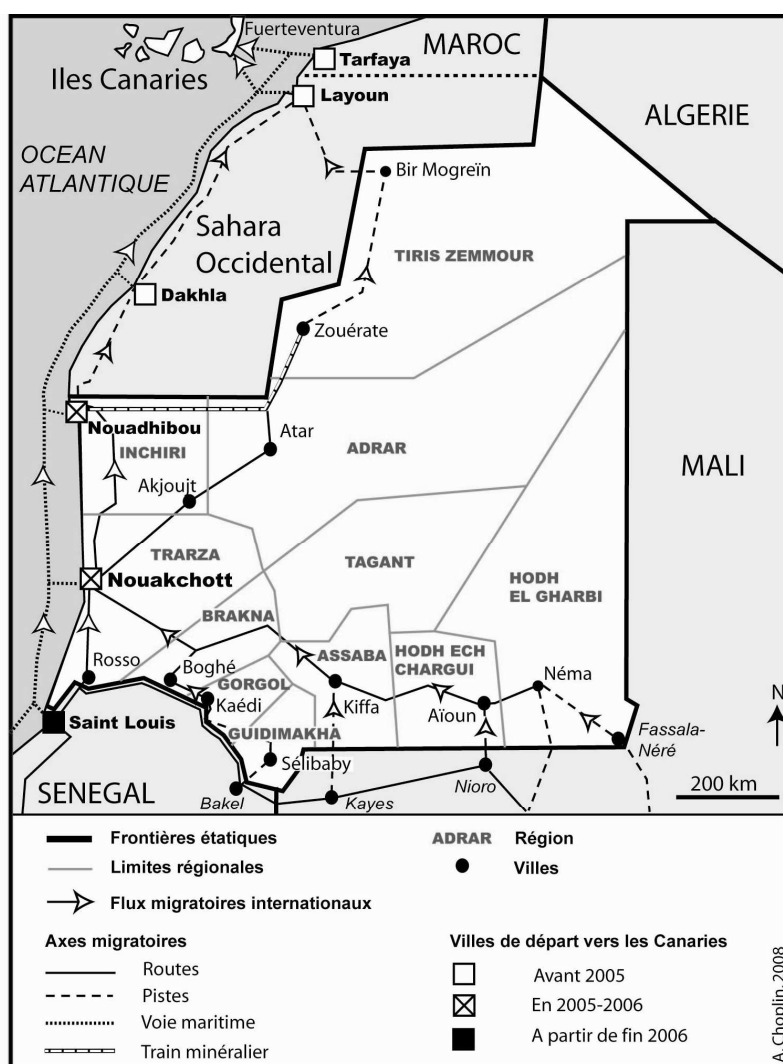 Fuerteventura
Iles Canaries
Tarfaya
MAROC
Layoun
ALGERIE
OCEAN
ATLANTIQUE
Bir Mogreïn
Sahara
Occidental
TIRIS ZEMMOUR
Dakhla
Zouérate
Nouadhibou
Atar
INCHIRI
ADRAR
MALI
Akjoujt
TRARZA
TAGANT
Nouakchott
HODH
EL GHARBI
BRAKNA
Rosso
Boghé
ASSABA
HODH ECH
CHARGUI
Néma
GORGOL
Kaédi
Kiffa
Aïoun
N
Saint Louis
GUIDIMAKHA
Fassala-
Néré
Sélibaby
SENEGAL
Bakel
Kayes
Nioro
200 km
Frontières étatiques
ADRAR Région
Limites régionales
Villes
Flux migratoires internationaux
Axes migratoires
Villes de départ vers les Canaries
Routes
Avant 2005
Pistes
En 2005-2006
Voie maritime
A partir de fin 2006
Train minéralier
A. Choplin, 2008